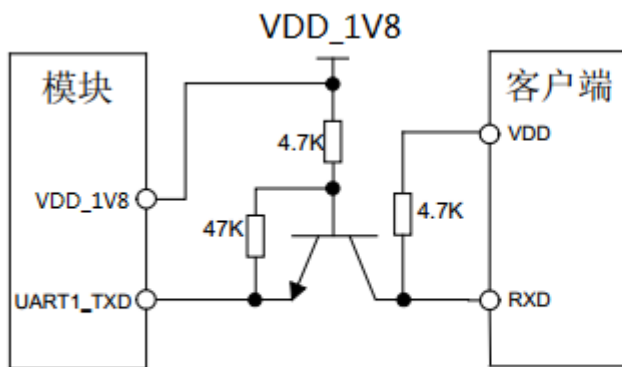 VDD_1V8
模块
客户端
4.7K
VDD
VDD_1V8
47K
4.7K
UART1_TXD
RXD